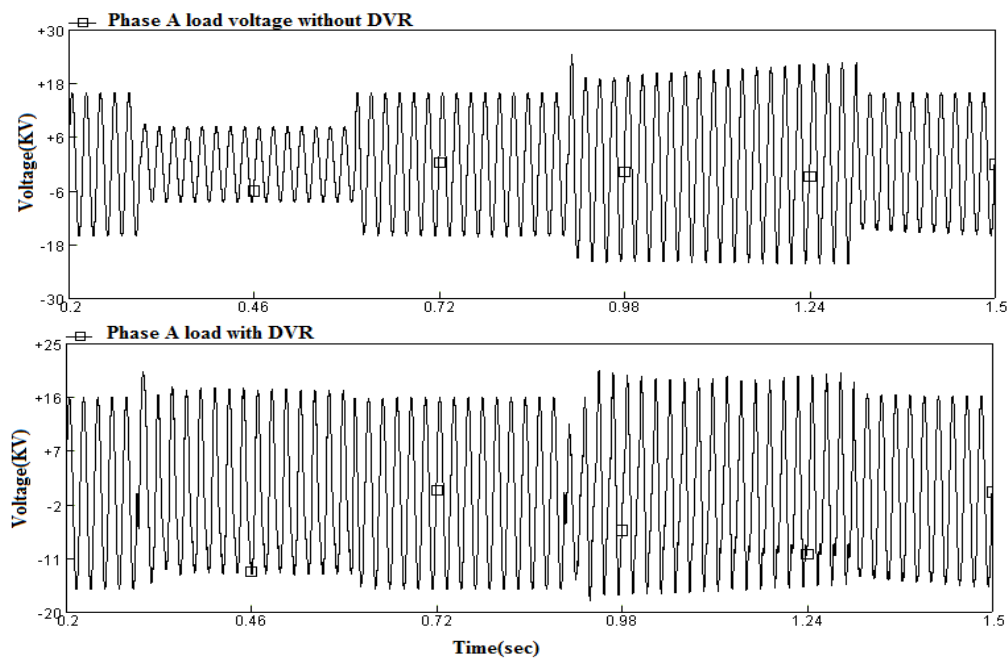 Phase A load voltage without DVR
+30
+18
+6
-6
-18
-30
Voltage(KV)
0.2 0.46 0.72 0.98 1.24 1.5
Phase A load with DVR
+25
+16
+7
-2
-11
-20
Voltage(KV)
0.2 0.46 0.72 0.98 1.24 1.5
Time(sec)